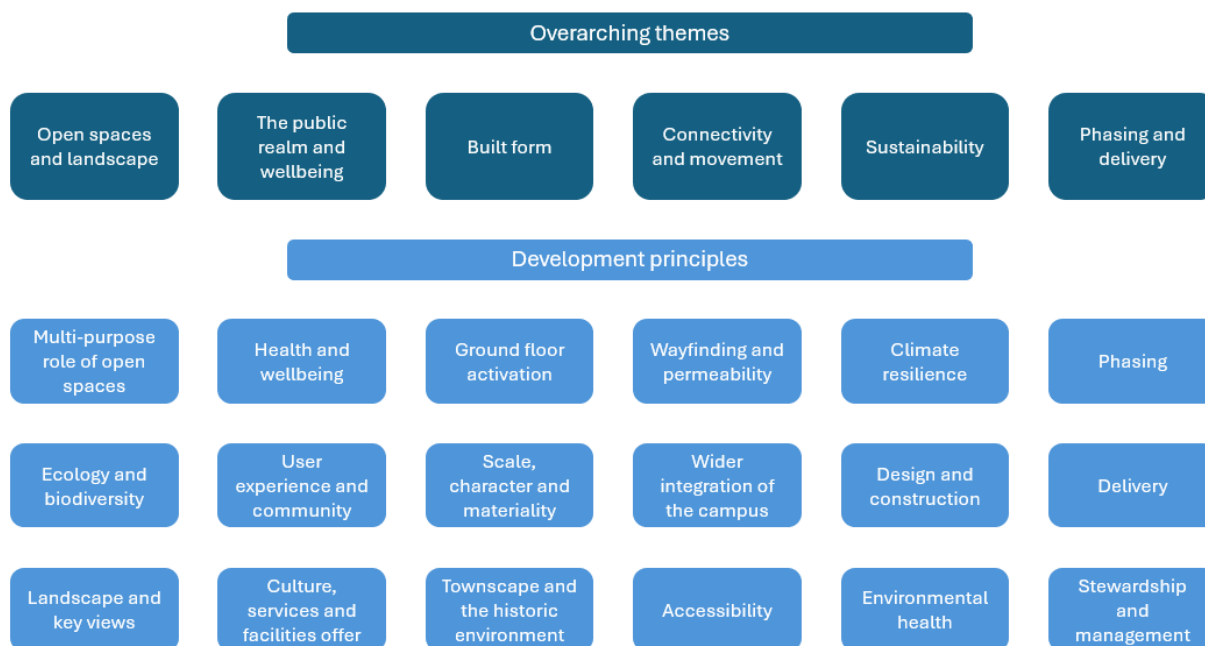 Overarching themes
Open spaces
and landscape
The public
realm and
wellbeing
Built form
Connectivity
and movement
Sustainability
Phasing and
delivery
Development principles
Multi-purpose
role of open
spaces
Health and
wellbeing
Ground floor
activation
Wayfinding and
permeability
Climate
resilience
Phasing
Ecology and
biodiversity
User
experience and
community
Scale,
character and
materiality
Wider
integration of
the campus
Design and
construction
Delivery
Landscape and
key views
Culture,
services and
facilities offer
Townscape and
the historic
environment
Accessibility
Environmental
health
Stewardship
and
management